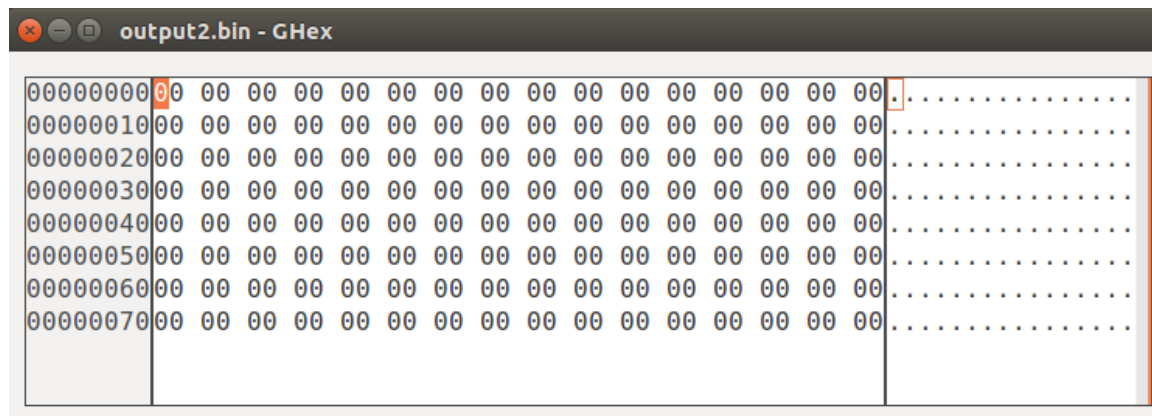 output2.bin - GHex
00000000 00 00 00 00 00 00 00 00 00 00 00 00 00 00 00 00 ................
00000010 00 00 00 00 00 00 00 00 00 00 00 00 00 00 00 00 ................
00000020 00 00 00 00 00 00 00 00 00 00 00 00 00 00 00 00 ................
00000030 00 00 00 00 00 00 00 00 00 00 00 00 00 00 00 00 ................
00000040 00 00 00 00 00 00 00 00 00 00 00 00 00 00 00 00 ................
00000050 00 00 00 00 00 00 00 00 00 00 00 00 00 00 00 00 ................
00000060 00 00 00 00 00 00 00 00 00 00 00 00 00 00 00 00 ................
00000070 00 00 00 00 00 00 00 00 00 00 00 00 00 00 00 00 ................